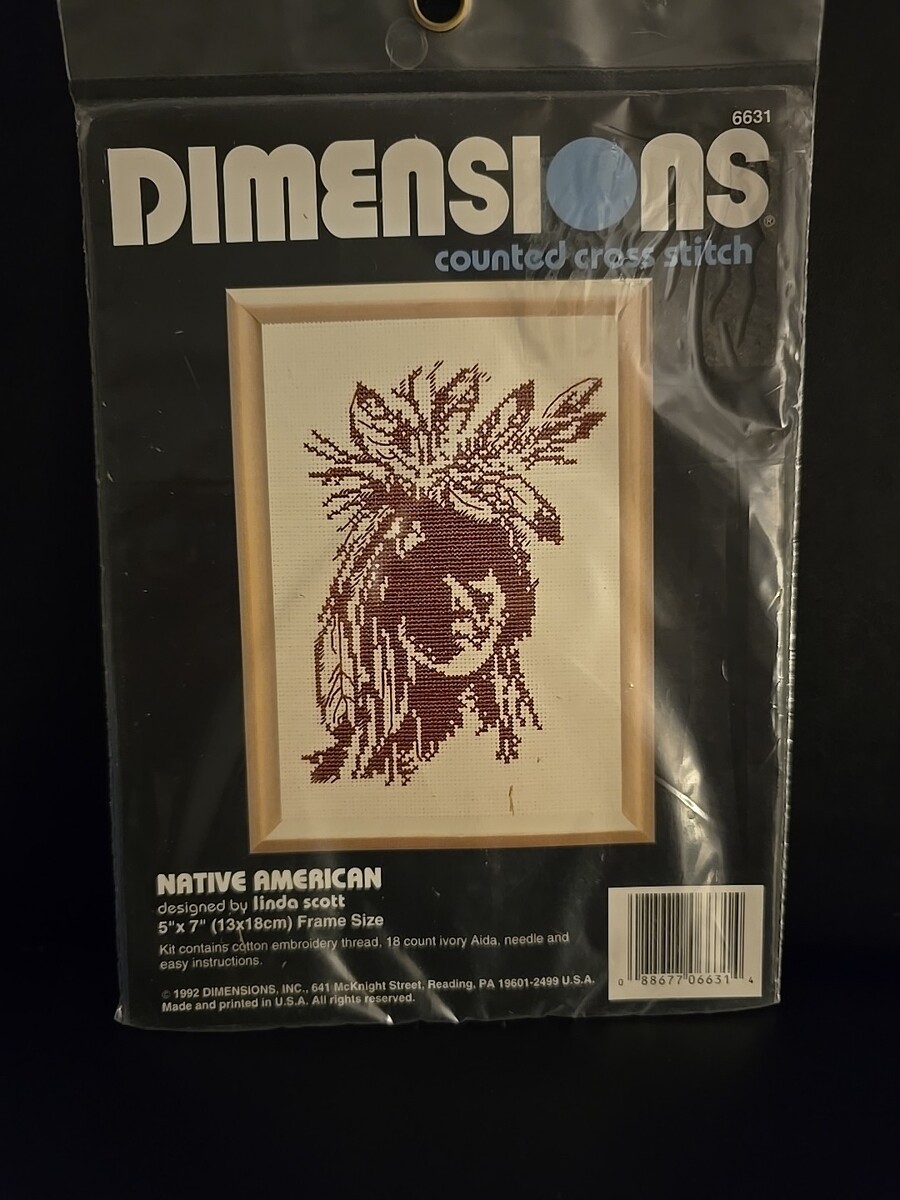 6631
DIMENSIONS®
counted cross stitch
NATIVE AMERICAN
designed by linda scott
5"x 7" (13x18cm) Frame Size
Kit contains cotton embroidery thread, 18 count ivory Aida, needle and
easy instructions.
© 1992 DIMENSIONS, INC., 641 McKnight Street, Reading, PA 19601-2499 U.S.A.
Made and printed in U.S.A. All rights reserved.
0 88677 06631 4